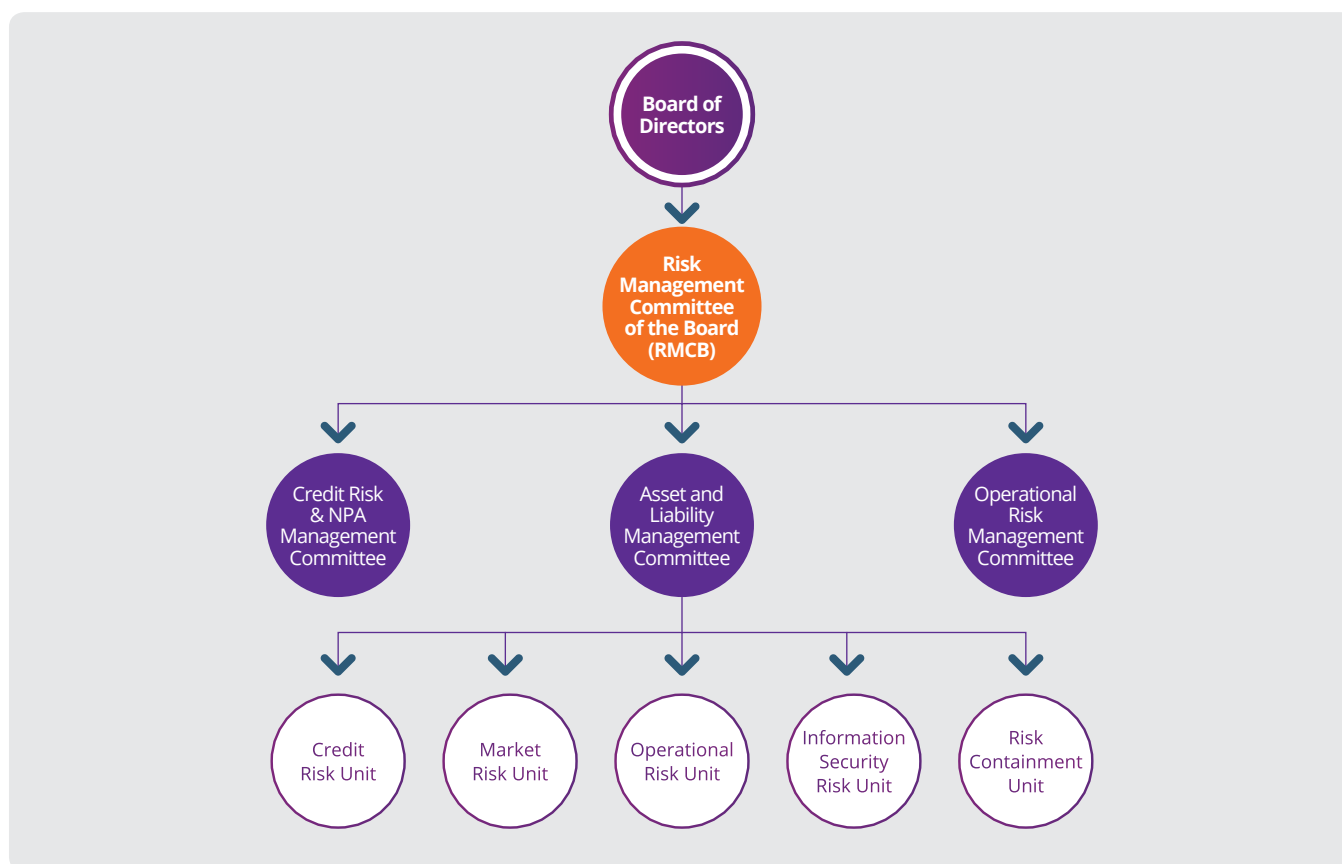 Board of
Directors
Risk
Management
Committee
of the Board
(RMCB)
Credit Risk
& NPA
Management
Committee
Asset and
Liability
Management
Committee
Operational
Risk
Management
Committee
Credit
Risk Unit
Market
Risk Unit
Operational
Risk Unit
Information
Security
Risk Unit
Risk
Containment
Unit